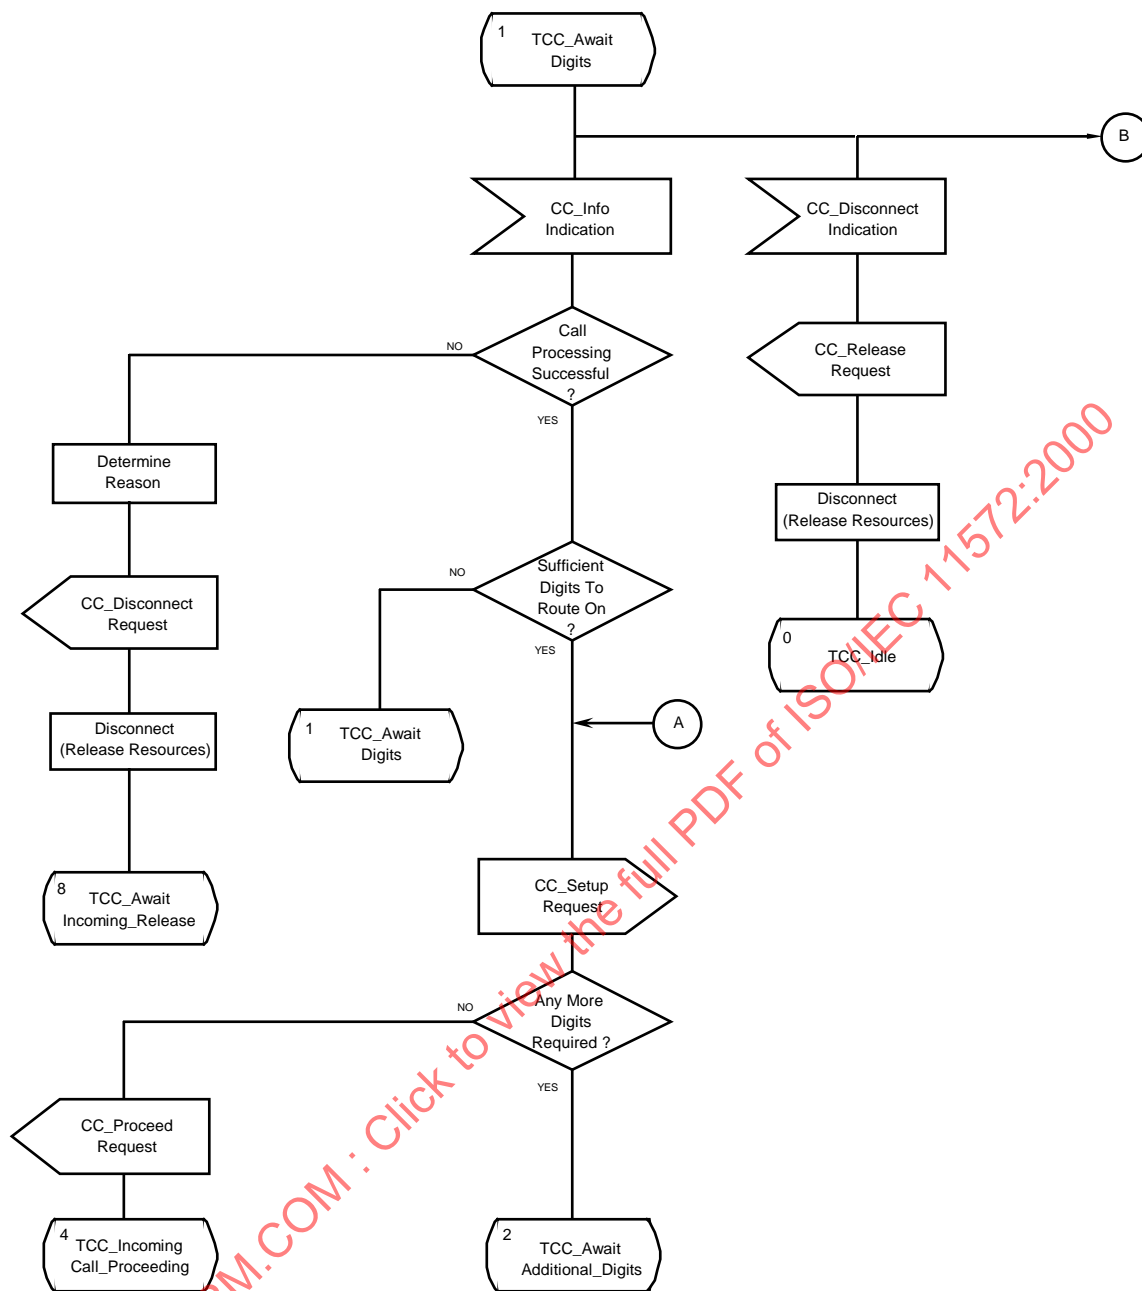 1
TCC_Await
Digits
B
CC_Info
Indication
CC_Disconnect
Indication
Call
Processing
Successful
?
NO
YES
CC_Release
Request
Determine
Reason
Disconnect
(Release Resources)
Sufficient
Digits To
Route On
?
NO
YES
CC_Disconnect
Request
0
TCC_Idle
Disconnect
(Release Resources)
1
TCC_Await
Digits
A
8
TCC_Await
Incoming_Release
CC_Setup
Request
Any More
Digits
Required ?
NO
YES
CC_Proceed
Request
4
TCC_Incoming
Call_Proceeding
2
TCC_Await
Additional_Digits
M.COM : Click to view the full PDF of ISO/IEC 11572:2000